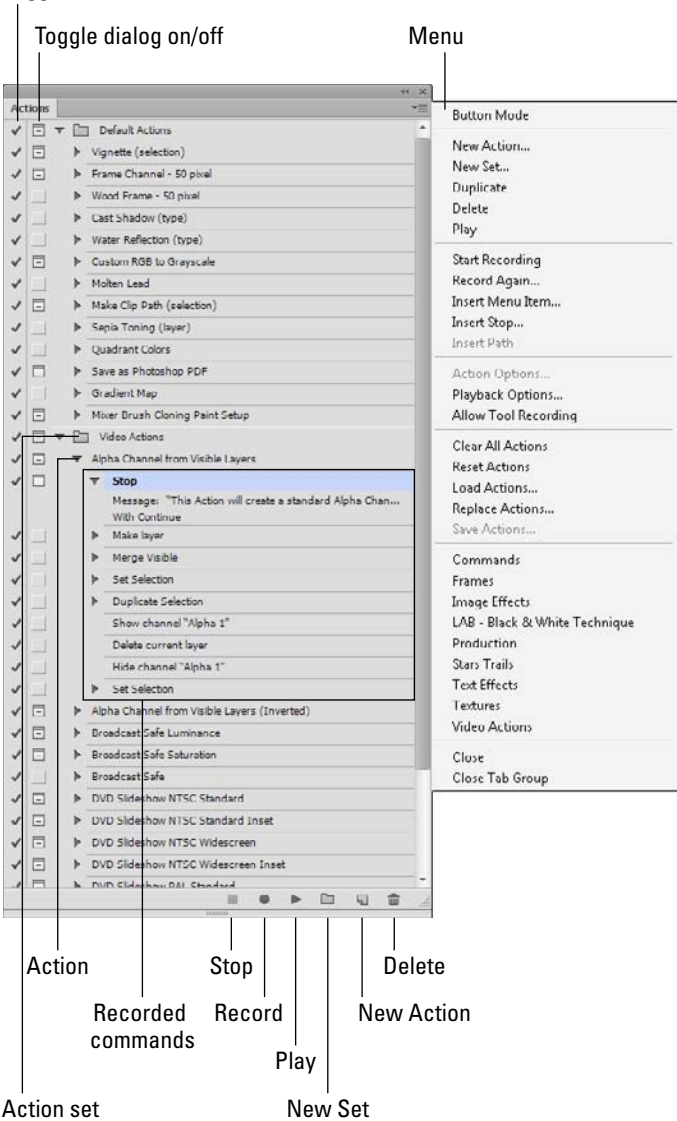 Toggle dialog on/off
Menu
Actions
Default Actions
Vignette (selection)
Frame Channel - 50 pixel
Wood Frame - 50 pixel
Cast Shadow (type)
Water Reflection (type)
Custom RGB to Grayscale
Molten Lead
Make Clip Path (selection)
Sepia Toning (layer)
Quadrant Colors
Save as Photoshop PDF
Gradient Map
Mixer Brush Cloning Paint Setup
Video Actions
Alpha Channel from Visible Layers
Stop
Message: "This Action will create a standard Alpha Chan...
With Continue
Make layer
Merge Visible
Set Selection
Duplicate Selection
Show channel "Alpha 1"
Delete current layer
Hide channel "Alpha 1"
Set Selection
Alpha Channel from Visible Layers (Inverted)
Broadcast Safe Luminance
Broadcast Safe Saturation
Broadcast Safe
DVD Slideshow NTSC Standard
DVD Slideshow NTSC Standard Inset
DVD Slideshow NTSC Widescreen
DVD Slideshow NTSC Widescreen Inset
DVD Slideshow PAL Standard
Button Mode
New Action...
New Set...
Duplicate
Delete
Play
Start Recording
Record Again...
Insert Menu Item...
Insert Stop...
Insert Path
Action Options...
Playback Options...
Allow Tool Recording
Clear All Actions
Reset Actions
Load Actions...
Replace Actions...
Save Actions...
Commands
Frames
Image Effects
LAB - Black & White Technique
Production
Stars Trails
Text Effects
Textures
Video Actions
Close
Close Tab Group
Action
Stop
Delete
Recorded
commands
Record
New Action
Play
Action set
New Set